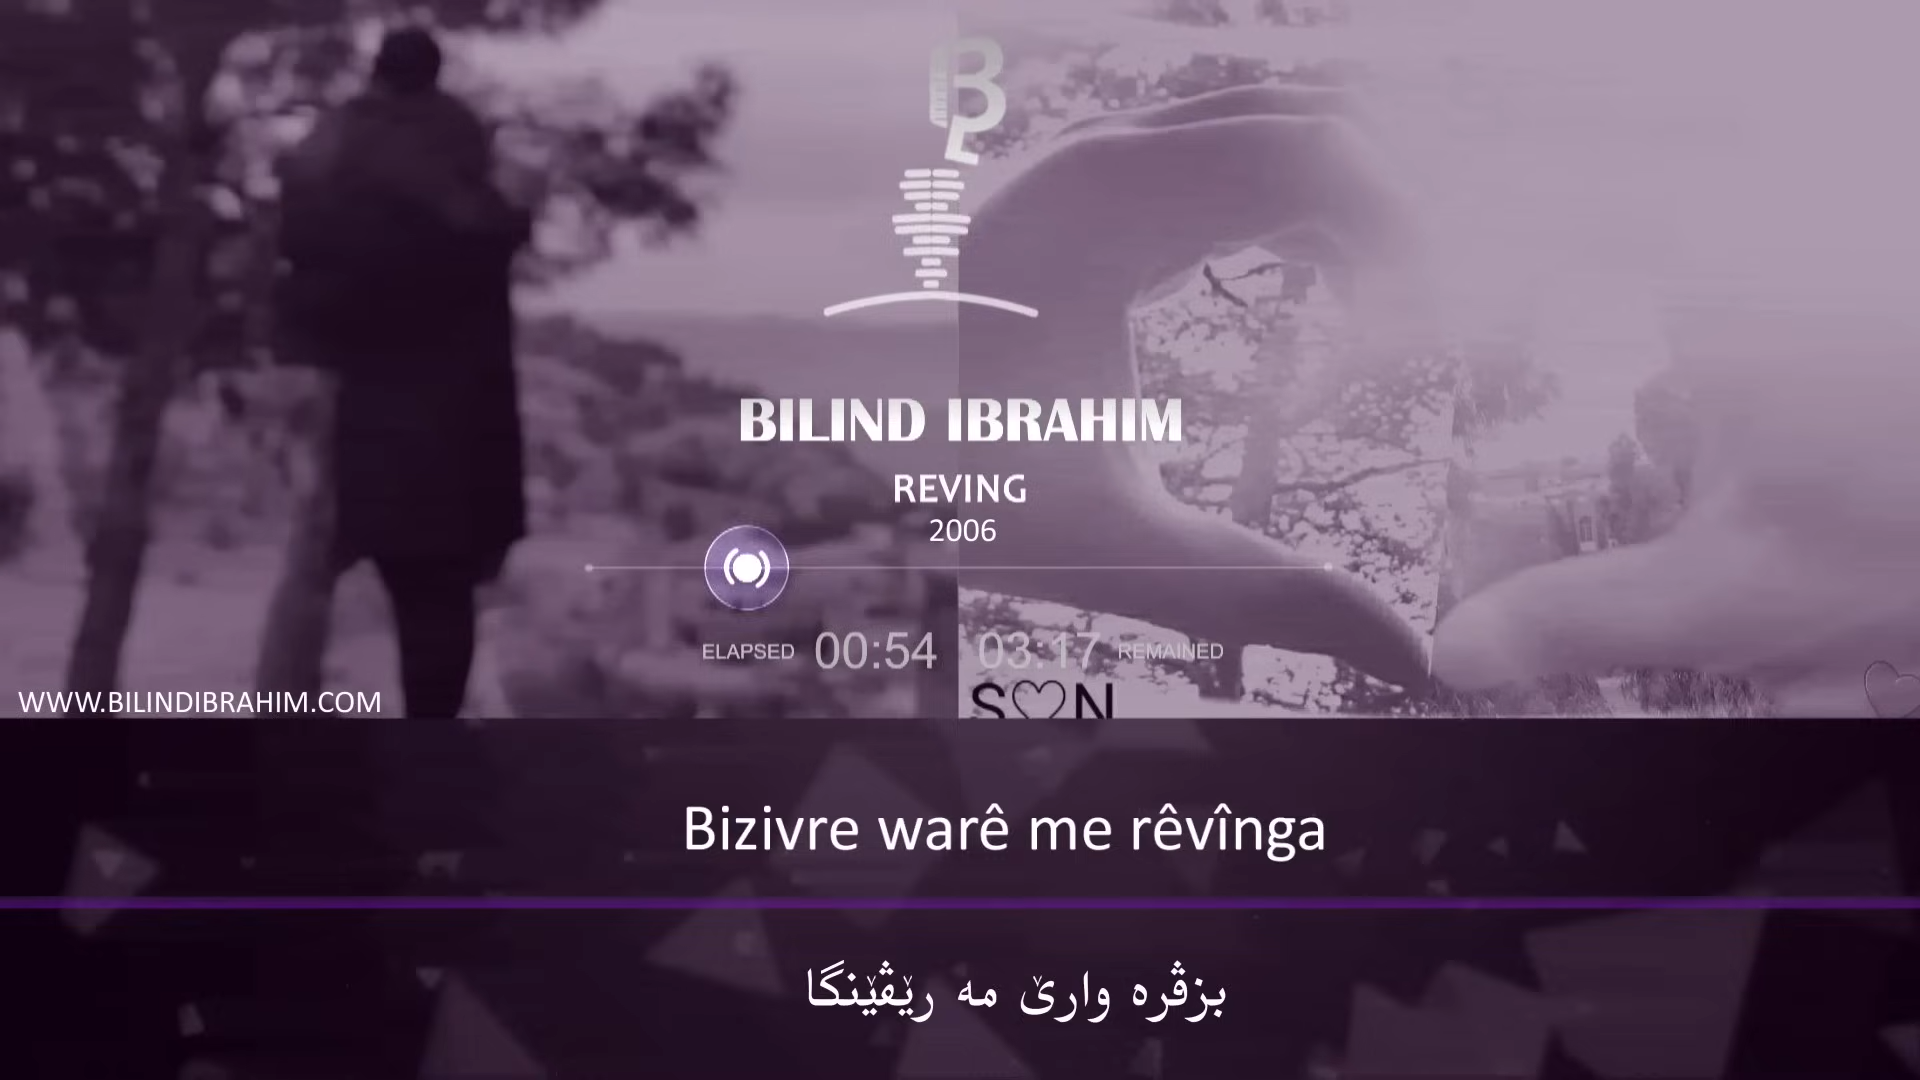 BL
BILIND IBRAHIM
REVING
2006
ELAPSED 00:54 03:17 REMAINED
S♡N
WWW.BILINDIBRAHIM.COM
Bizivre warê me rêvînga
بزڤره‌ وارێ مه‌ رێڤێنگا